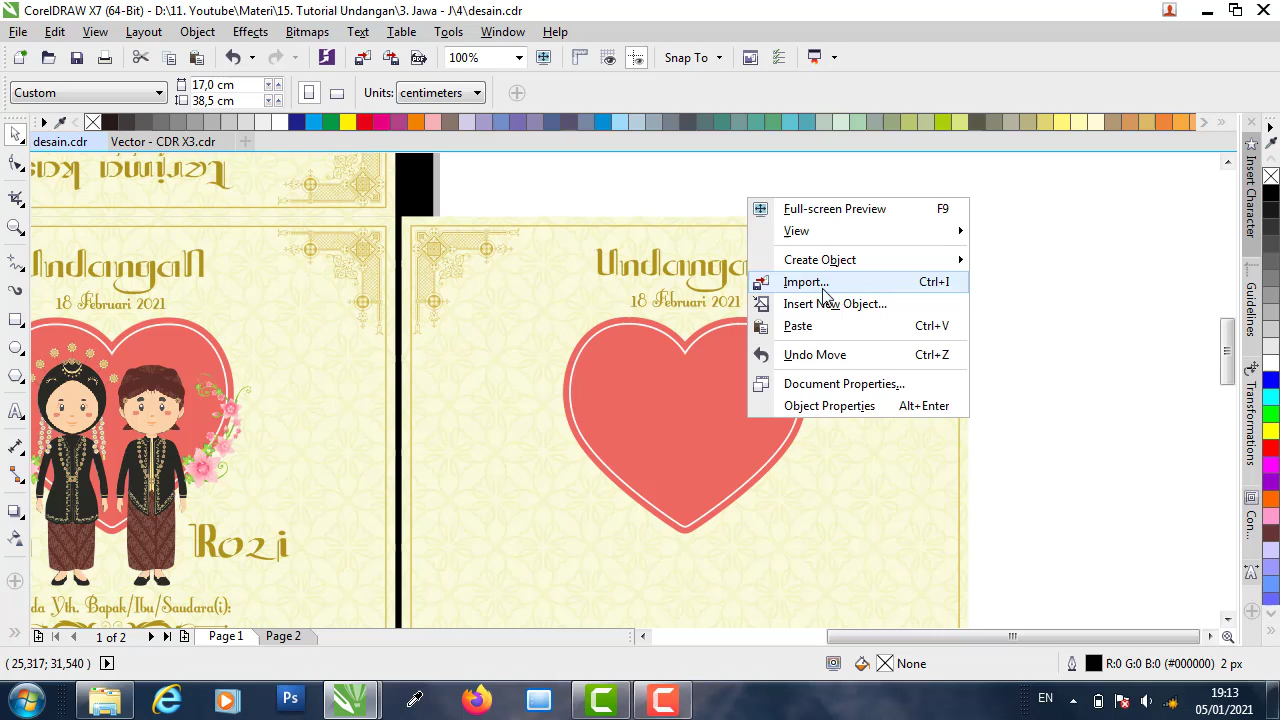 CorelDRAW X7 (64-Bit) - D:\11. Youtube\Materi\15. Tutorial Undangan\3. Jawa - J\4\desain.cdr
File Edit View Layout Object Effects Bitmaps Text Table Tools Window Help
100% Snap To
Custom 17,0 cm 38,5 cm Units: centimeters
desain.cdr Vector - CDR X3.cdr
Terima kas
Undangan
18 Februari 2021
Rozi
da Yth. Bapak/Ibu/Saudara(i):
Undanga
18 Februari 2021
Full-screen Preview F9
View
Create Object
Import... Ctrl+I
Insert New Object...
Paste Ctrl+V
Undo Move Ctrl+Z
Document Properties...
Object Properties Alt+Enter
Insert Character
Guidelines
Transformations
Con...
1 of 2 Page 1 Page 2
(25,317; 31,540) None R:0 G:0 B:0 (#000000) 2 px
Ps EN 19:13
05/01/2021